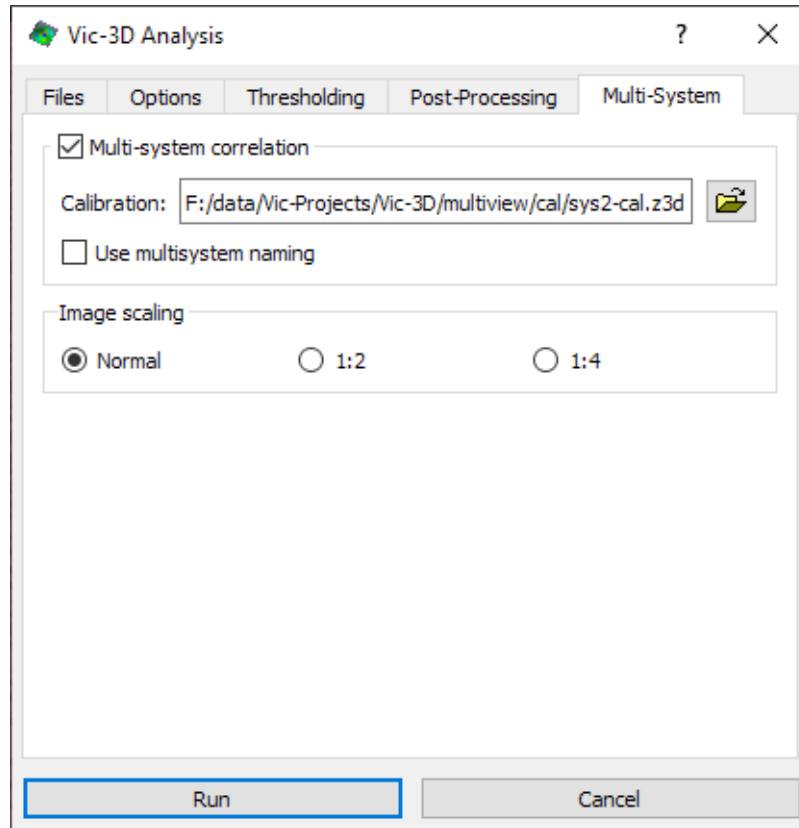 Vic-3D Analysis ?
Files Options Thresholding Post-Processing Multi-System
Multi-system correlation
Calibration: F:/data/Vic-Projects/Vic-3D/multiview/cal/sys2-cal.z3d
Use multisystem naming
Image scaling
Normal 1:2 1:4
Run Cancel